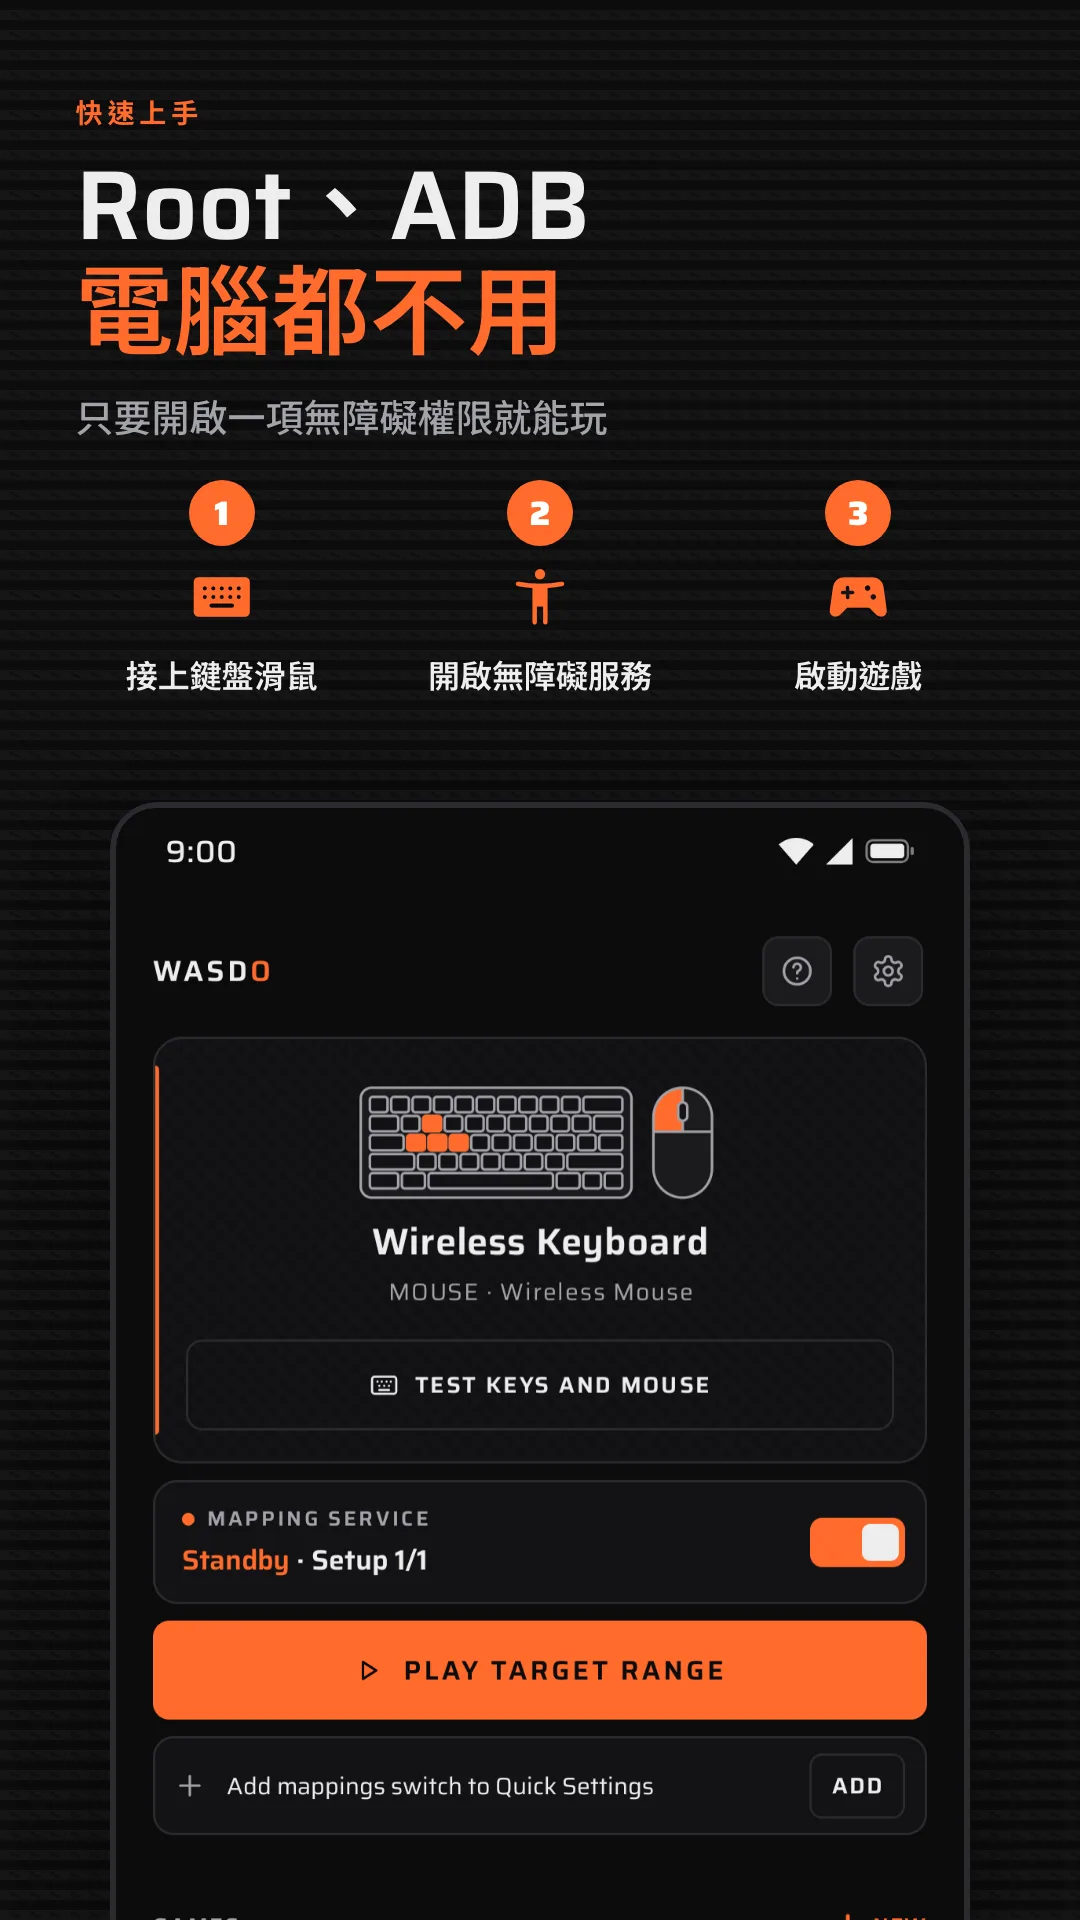 快速上手
Root、ADB
電腦都不用
只要開啟一項無障礙權限就能玩
1
2
3
接上鍵盤滑鼠
開啟無障礙服務
啟動遊戲
9:00
WASDO
Wireless Keyboard
MOUSE · Wireless Mouse
TEST KEYS AND MOUSE
MAPPING SERVICE
Standby · Setup 1/1
PLAY TARGET RANGE
Add mappings switch to Quick Settings
ADD